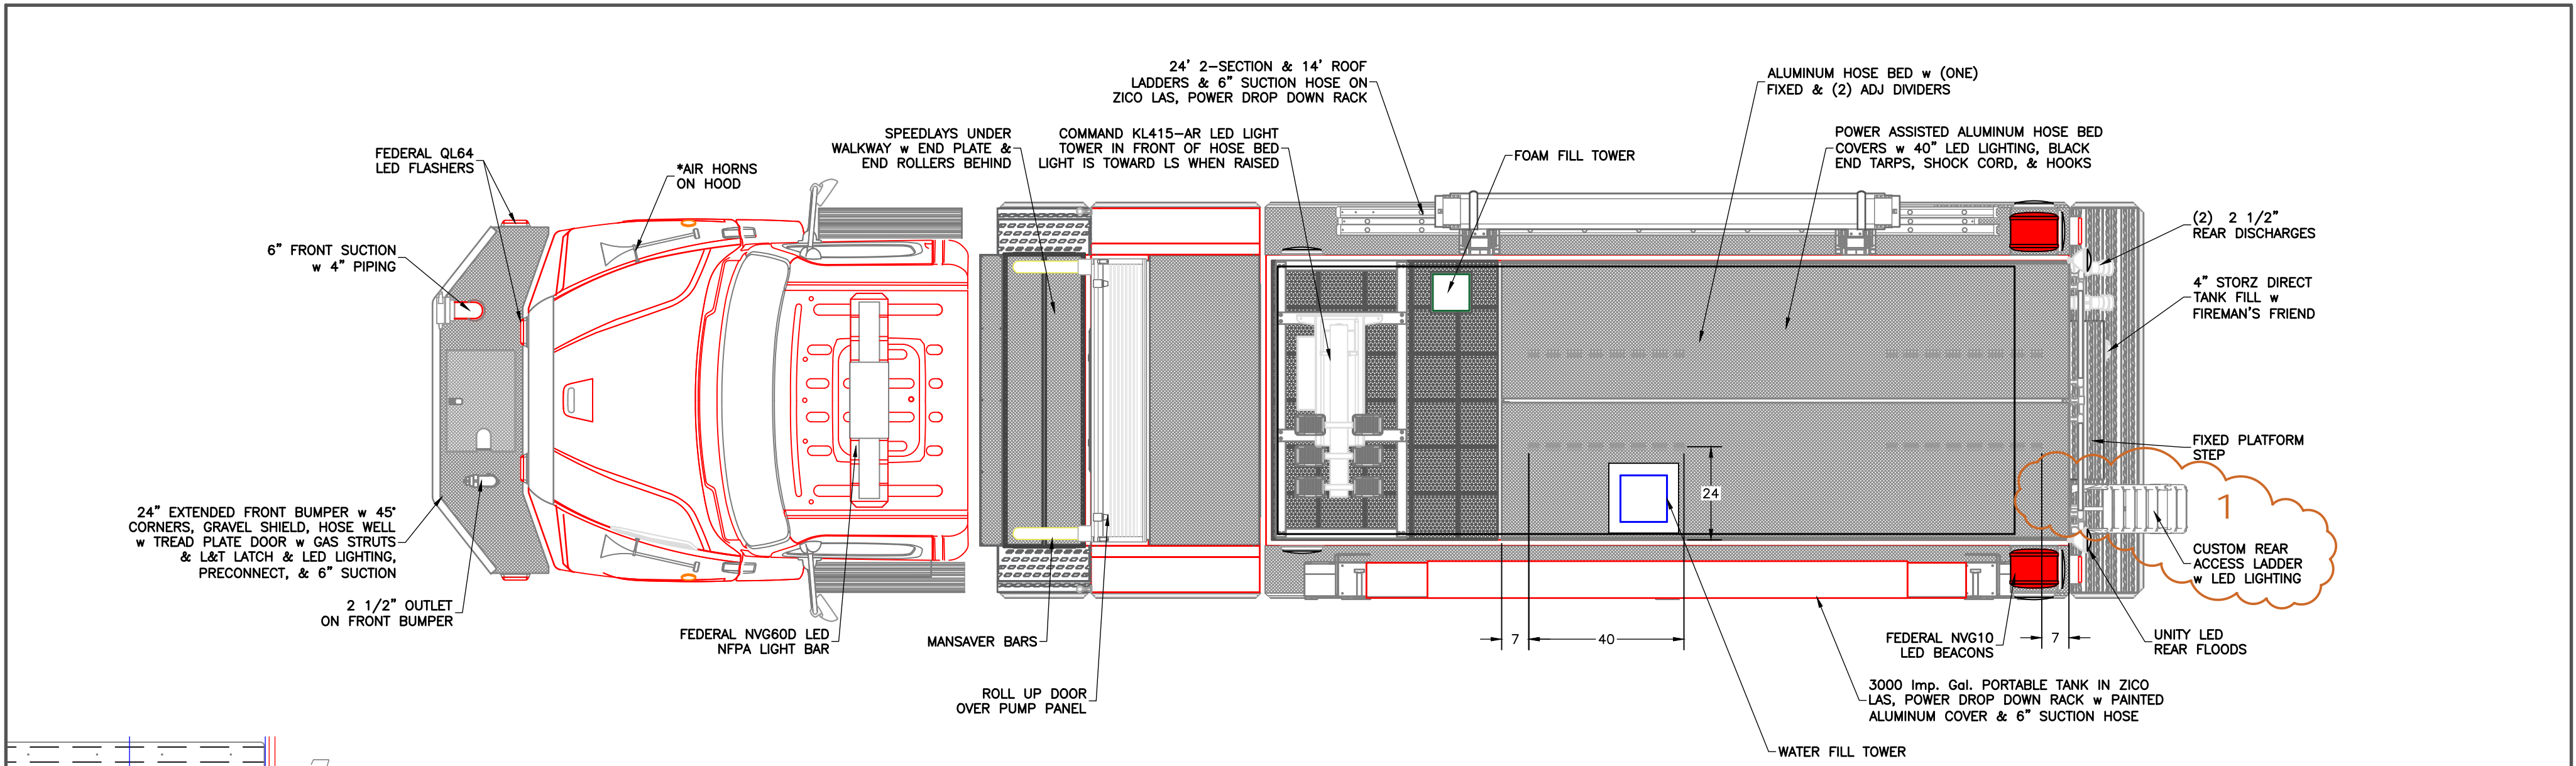 24' 2-SECTION & 14' ROOF
LADDERS & 6" SUCTION HOSE ON
ZICO LAS, POWER DROP DOWN RACK
ALUMINUM HOSE BED w (ONE)
FIXED & (2) ADJ DIVIDERS
FEDERAL QL64
LED FLASHERS
*AIR HORNS
ON HOOD
SPEEDLAYS UNDER
WALKWAY w END PLATE &
END ROLLERS BEHIND
COMMAND KL415-AR LED LIGHT
TOWER IN FRONT OF HOSE BED
LIGHT IS TOWARD LS WHEN RAISED
FOAM FILL TOWER
POWER ASSISTED ALUMINUM HOSE BED
COVERS w 40" LED LIGHTING, BLACK
END TARPS, SHOCK CORD, & HOOKS
6" FRONT SUCTION
w 4" PIPING
(2) 2 1/2"
REAR DISCHARGES
4" STORZ DIRECT
TANK FILL w
FIREMAN'S FRIEND
FIXED PLATFORM
STEP
24
1
24" EXTENDED FRONT BUMPER w 45°
CORNERS, GRAVEL SHIELD, HOSE WELL
w TREAD PLATE DOOR w GAS STRUTS
& L&T LATCH & LED LIGHTING,
PRECONNECT, & 6" SUCTION
CUSTOM REAR
ACCESS LADDER
w LED LIGHTING
2 1/2" OUTLET
ON FRONT BUMPER
FEDERAL NVG60D LED
NFPA LIGHT BAR
MANSAVER BARS
7
40
FEDERAL NVG10
LED BEACONS
7
UNITY LED
REAR FLOODS
ROLL UP DOOR
OVER PUMP PANEL
3000 Imp. Gal. PORTABLE TANK IN ZICO
LAS, POWER DROP DOWN RACK w PAINTED
ALUMINUM COVER & 6" SUCTION HOSE
WATER FILL TOWER